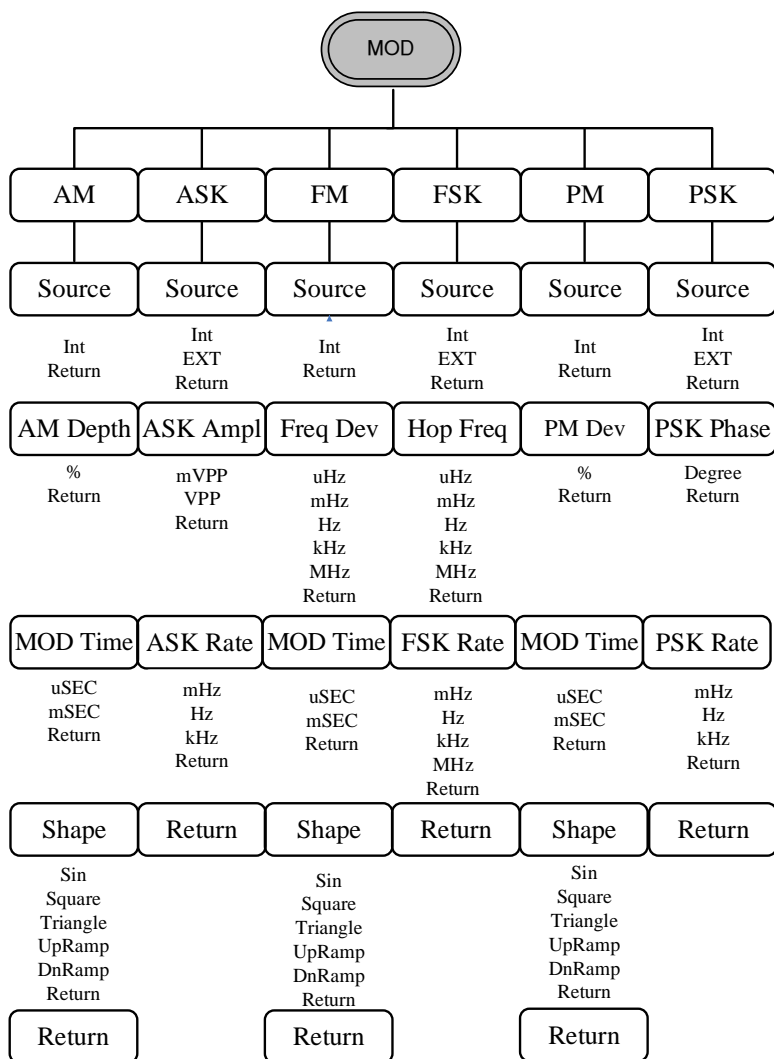 MOD
AM ASK FM FSK PM PSK
Source Source Source Source Source Source
Int Int Int Int Int Int
Return EXT Return EXT Return EXT
Return Return Return
AM Depth ASK Ampl Freq Dev Hop Freq PM Dev PSK Phase
% mVPP uHz uHz % Degree
Return VPP mHz mHz Return Return
Return Hz Hz
kHz kHz
MHz MHz
Return Return
MOD Time ASK Rate MOD Time FSK Rate MOD Time PSK Rate
uSEC mHz uSEC mHz uSEC mHz
mSEC Hz mSEC Hz mSEC Hz
Return kHz Return kHz Return kHz
Return MHz Return
Return
Shape Return Shape Return Shape Return
Sin Sin Sin
Square Square Square
Triangle Triangle Triangle
UpRamp UpRamp UpRamp
DnRamp DnRamp DnRamp
Return Return Return
Return Return Return